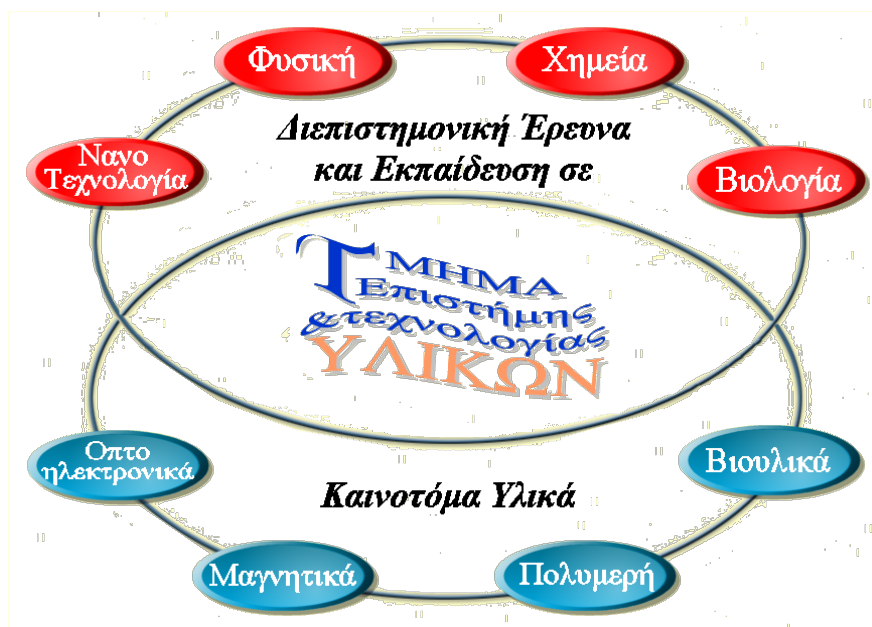 Φυσική
Χημεία
Διεπιστημονική Έρευνα
και Εκπαίδευση σε
Νανο
Τεχνολογία
Βιολογία
ΤΜΗΜΑ
Επιστήμης
&τεχνολογίας
ΥΛΙΚΩΝ
Οπτο
ηλεκτρονικά
Βιουλικά
Καινοτόμα Υλικά
Μαγνητικά
Πολυμερή